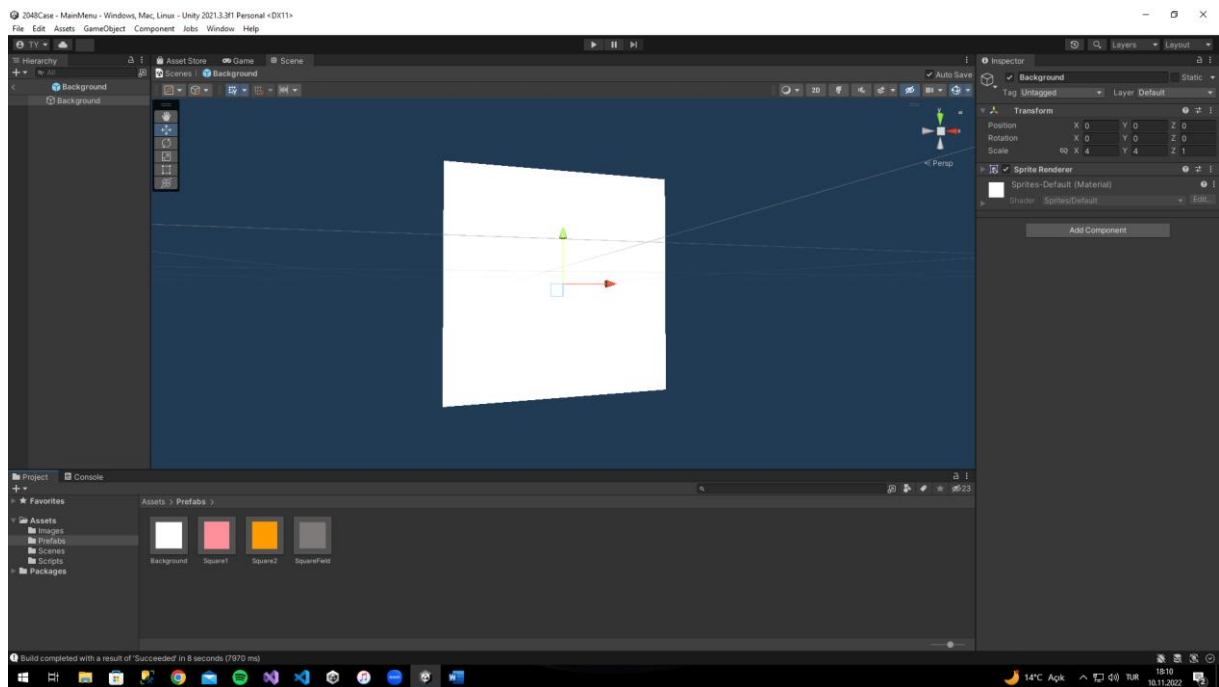 2048Case - MainMenu - Windows, Mac, Linux - Unity 2021.3.3f1 Personal <DX11>
File Edit Assets GameObject Component Jobs Window Help
TY
Layers Layout
Hierarchy
All
Background
Background
Asset Store Game Scene
Scenes Background
Auto Save
2D
y
< Persp
Inspector
Background Static
Tag Untagged Layer Default
Transform
Position X 0 Y 0 Z 0
Rotation X 0 Y 0 Z 0
Scale X 4 Y 4 Z 1
Sprite Renderer
Sprites-Default (Material)
Shader Sprites/Default Edit...
Add Component
Project Console
23
Favorites
Assets
Images
Prefabs
Scenes
Scripts
Packages
Assets > Prefabs >
Background Square1 Square2 SquareField
Build completed with a result of 'Succeeded' in 8 seconds (7970 ms)
14°C Açık TUR
18:10
10.11.2022
2